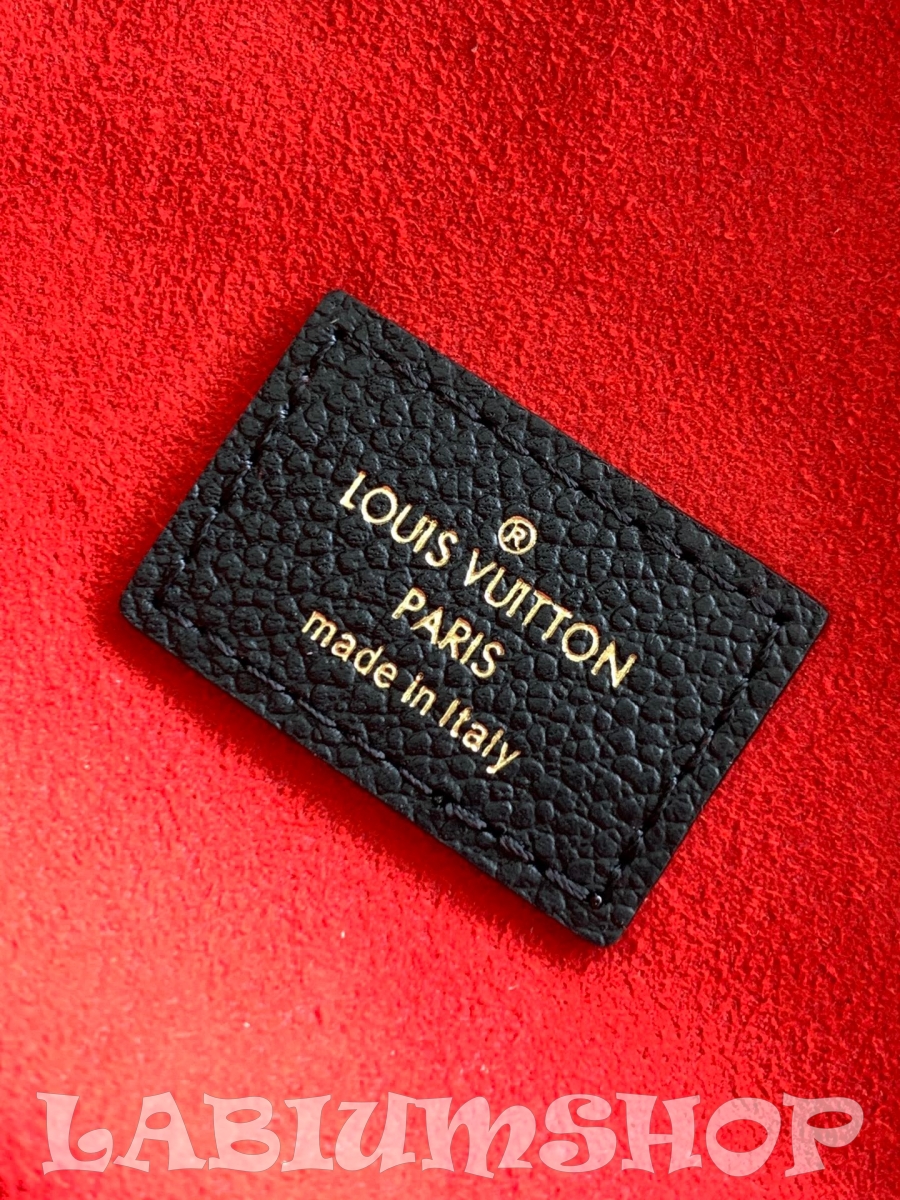 ®
LOUIS VUITTON
PARIS
made in Italy
LABIUMSHOP